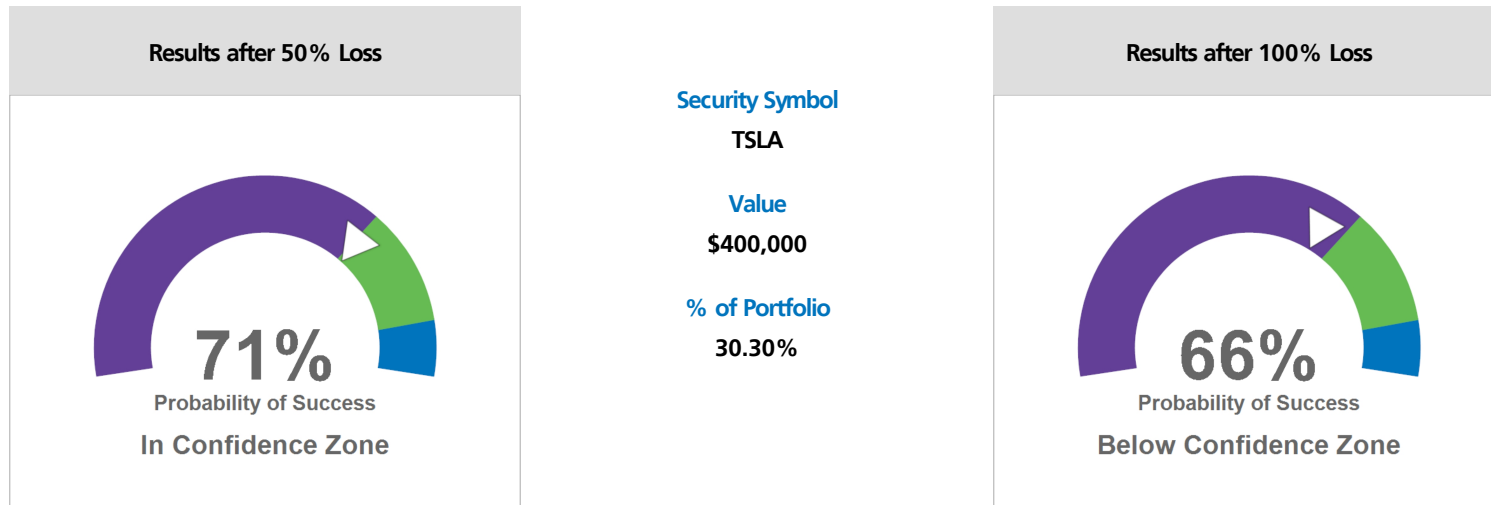 Results after 50% Loss
71%
Probability of Success
In Confidence Zone
Security Symbol
TSLA
Value
$400,000
% of Portfolio
30.30%
Results after 100% Loss
66%
Probability of Success
Below Confidence Zone